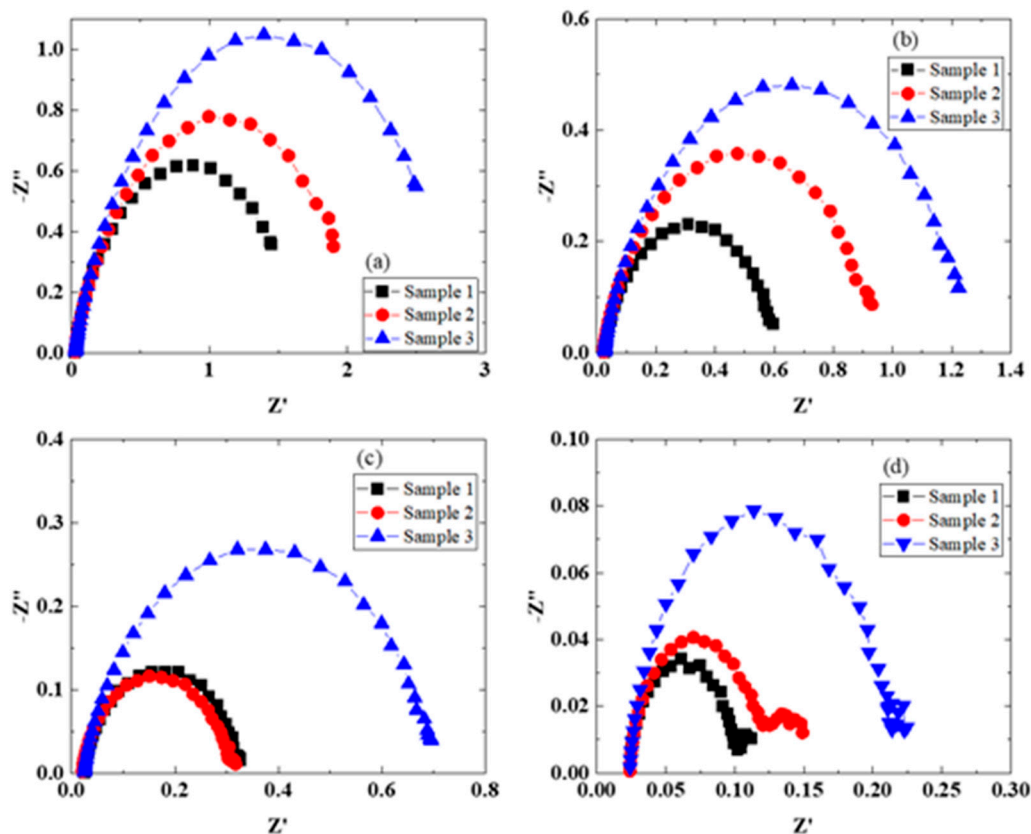 (a)
Sample 1
Sample 2
Sample 3
-Z"
1.0
0.8
0.6
0.4
0.2
0.0
0
1
2
3
Z'
(b)
Sample 1
Sample 2
Sample 3
-Z"
0.6
0.4
0.2
0.0
0.0
0.2
0.4
0.6
0.8
1.0
1.2
1.4
Z'
(c)
Sample 1
Sample 2
Sample 3
-Z"
0.4
0.3
0.2
0.1
0.0
0.0
0.2
0.4
0.6
0.8
Z'
(d)
Sample 1
Sample 2
Sample 3
-Z"
0.10
0.08
0.06
0.04
0.02
0.00
0.00
0.05
0.10
0.15
0.20
0.25
0.30
Z'